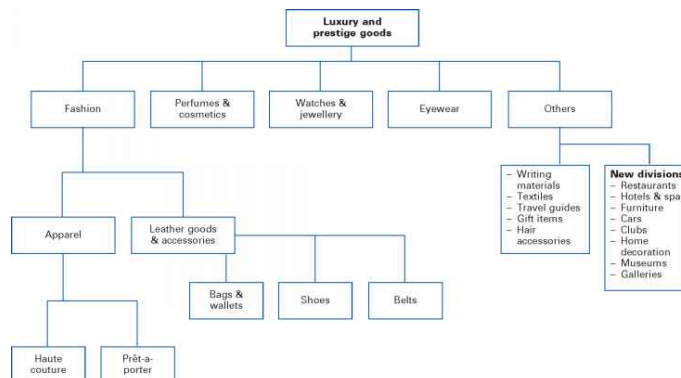 Luxury and
prestige goods
Fashion
Perfumes &
cosmetics
Watches &
jewellery
Eyewear
Others
– Writing
materials
– Textiles
– Travel guides
– Gift items
– Hair
accessories
New divisions
– Restaurants
– Hotels & spa
– Furniture
– Cars
– Clubs
– Home
decoration
– Museums
– Galleries
Apparel
Leather goods
& accessories
Bags &
wallets
Shoes
Belts
Haute
couture
Prêt-a-
porter